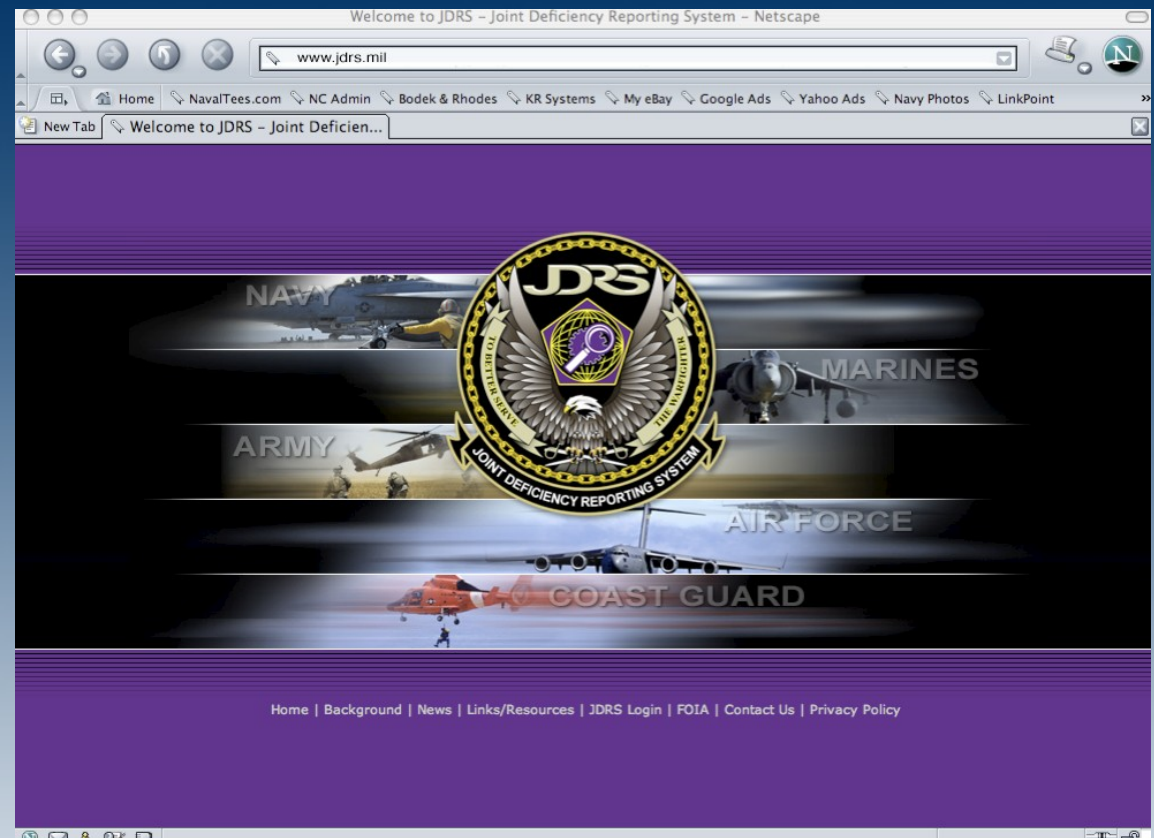 Welcome to JDRS – Joint Deficiency Reporting System – Netscape
www.jdrs.mil
N
Home NavalTees.com NC Admin Bodek & Rhodes KR Systems My eBay Google Ads Yahoo Ads Navy Photos LinkPoint »
New Tab Welcome to JDRS – Joint Deficien...
JDRS
NAVY
TO BETTER SERVE
THE WARFIGHTER
MARINES
ARMY
JOINT DEFICIENCY REPORTING SYSTEM
AIR FORCE
COAST GUARD
Home | Background | News | Links/Resources | JDRS Login | FOIA | Contact Us | Privacy Policy